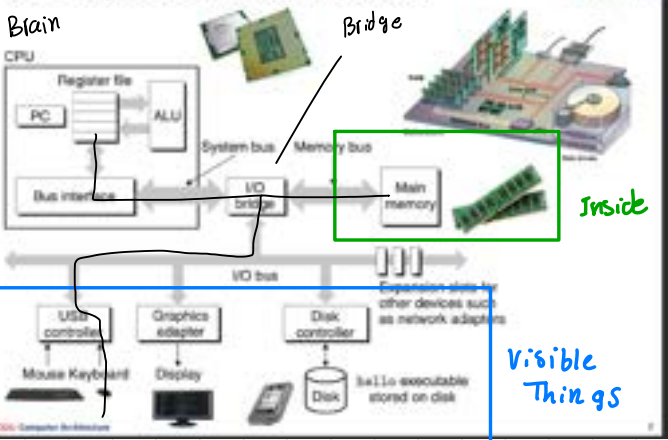 Brain
Bridge
CPU
Register file
PC
ALU
System bus
Memory bus
Bus interface
I/O
bridge
Main
memory
Inside
I/O bus
Expansion slots for
other devices such
as network adapters
USB
controller
Graphics
adapter
Disk
controller
Mouse Keyboard
Display
Disk
hello executable
stored on disk
Visible
Things
Computer Architecture